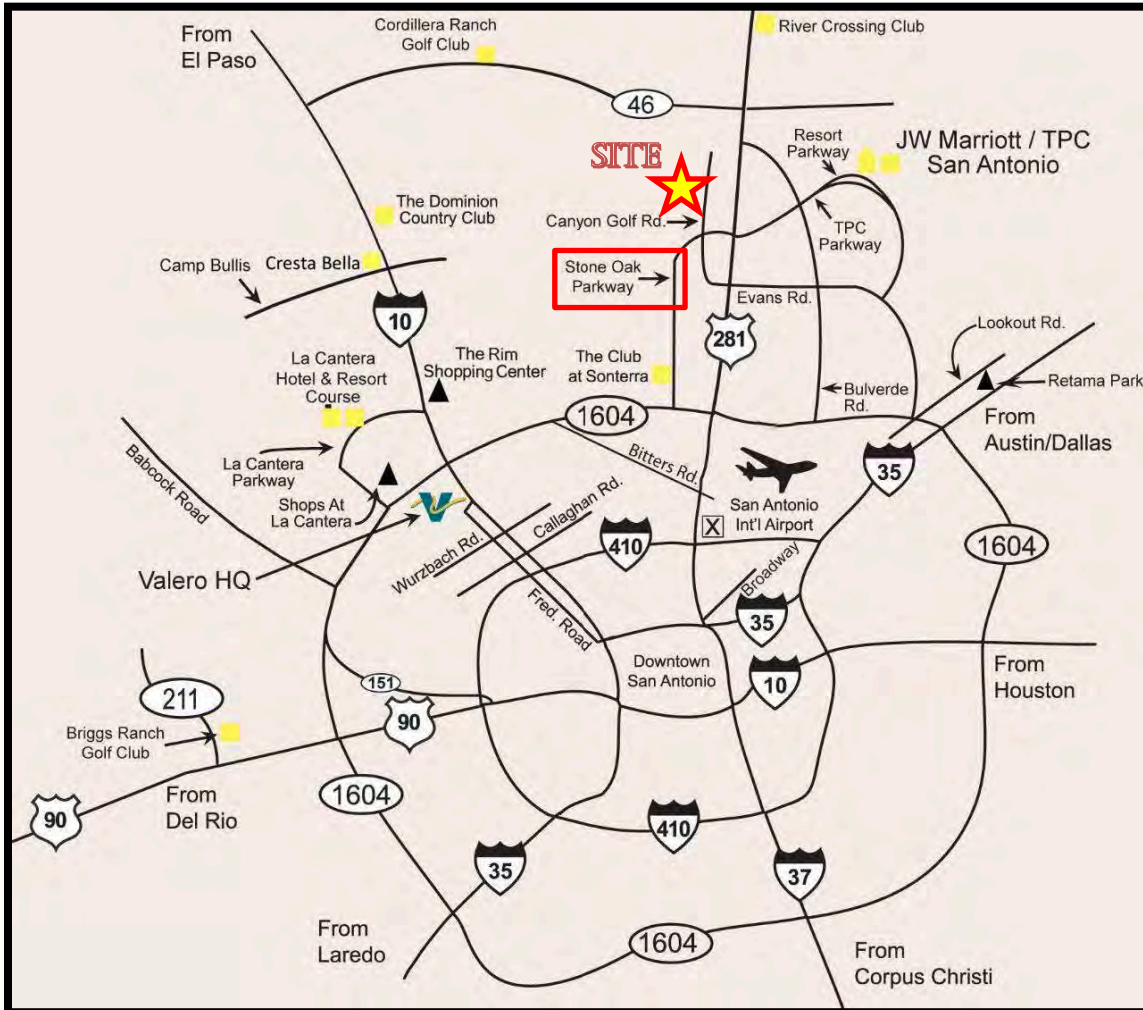 From
El Paso
Cordillera Ranch
Golf Club
River Crossing Club
46
SITE
Resort
Parkway
JW Marriott / TPC
San Antonio
The Dominion
Country Club
Canyon Golf Rd.
TPC
Parkway
Camp Bullis
Cresta Bella
Stone Oak
Parkway
Evans Rd.
10
281
Lookout Rd.
La Cantera
Hotel & Resort
Course
The Rim
Shopping Center
The Club
at Sonterra
Bulverde
Rd.
Retama Park
1604
From
Austin/Dallas
Babcock Road
La Cantera
Parkway
Bitters Rd.
35
Shops At
La Cantera
V
Callaghan Rd.
San Antonio
Int'l Airport
X
Wurzbach Rd.
410
1604
Valero HQ
Broadway
Fred. Road
35
Downtown
San Antonio
10
From
Houston
151
211
90
Briggs Ranch
Golf Club
From
Del Rio
90
1604
410
35
37
From
Laredo
1604
From
Corpus Christi